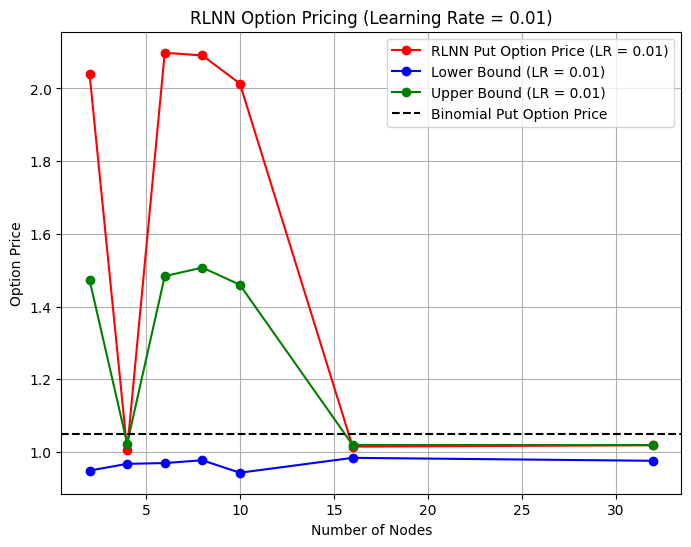 RLNN Option Pricing (Learning Rate = 0.01)
RLNN Put Option Price (LR = 0.01)
Lower Bound (LR = 0.01)
Upper Bound (LR = 0.01)
Binomial Put Option Price
Option Price
2.0
1.8
1.6
1.4
1.2
1.0
5 10 15 20 25 30
Number of Nodes